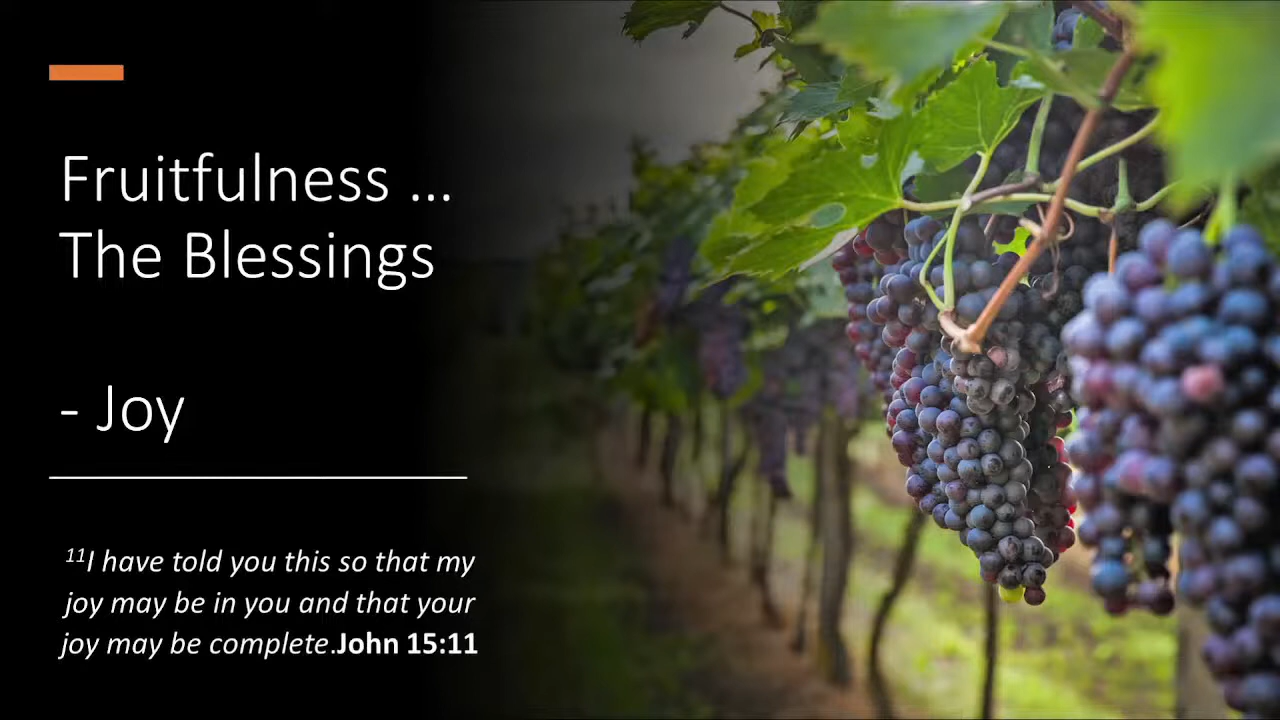 Fruitfulness ...
The Blessings
- Joy
¹¹I have told you this so that my
joy may be in you and that your
joy may be complete.John 15:11